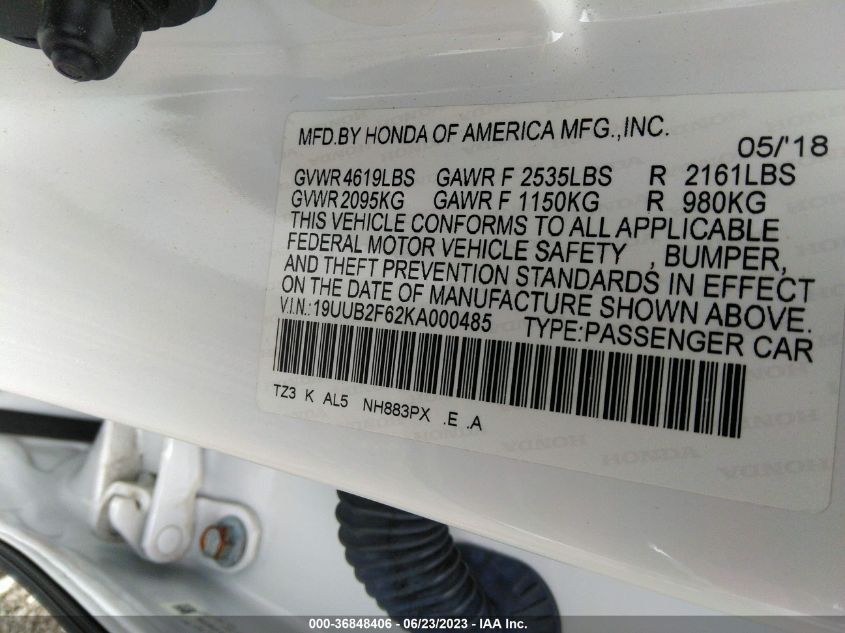 MFD.BY HONDA OF AMERICA MFG.,INC. 05/'18
GVWR 4619LBS GAWR F 2535LBS R 2161LBS
GVWR 2095KG GAWR F 1150KG R 980KG
THIS VEHICLE CONFORMS TO ALL APPLICABLE
FEDERAL MOTOR VEHICLE SAFETY , BUMPER,
AND THEFT PREVENTION STANDARDS IN EFFECT
ON THE DATE OF MANUFACTURE SHOWN ABOVE.
V.I.N.:19UUB2F62KA000485 TYPE:PASSENGER CAR
TZ3 K AL5 NH883PX .E .A
HONDA HONDA HONDA
000-36848406 / 06/23/2023 / IAA Inc.